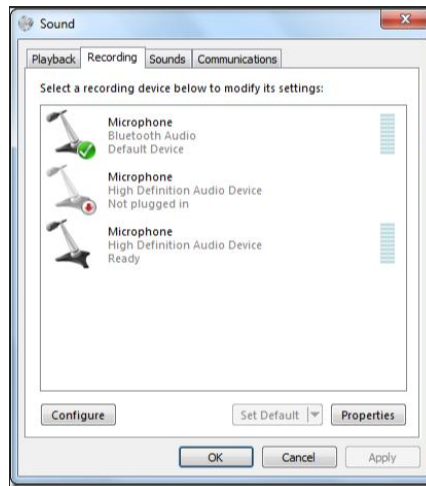 Sound
Playback Recording Sounds Communications
Select a recording device below to modify its settings:
Microphone
Bluetooth Audio
Default Device
Microphone
High Definition Audio Device
Not plugged in
Microphone
High Definition Audio Device
Ready
Configure Set Default Properties
OK Cancel Apply